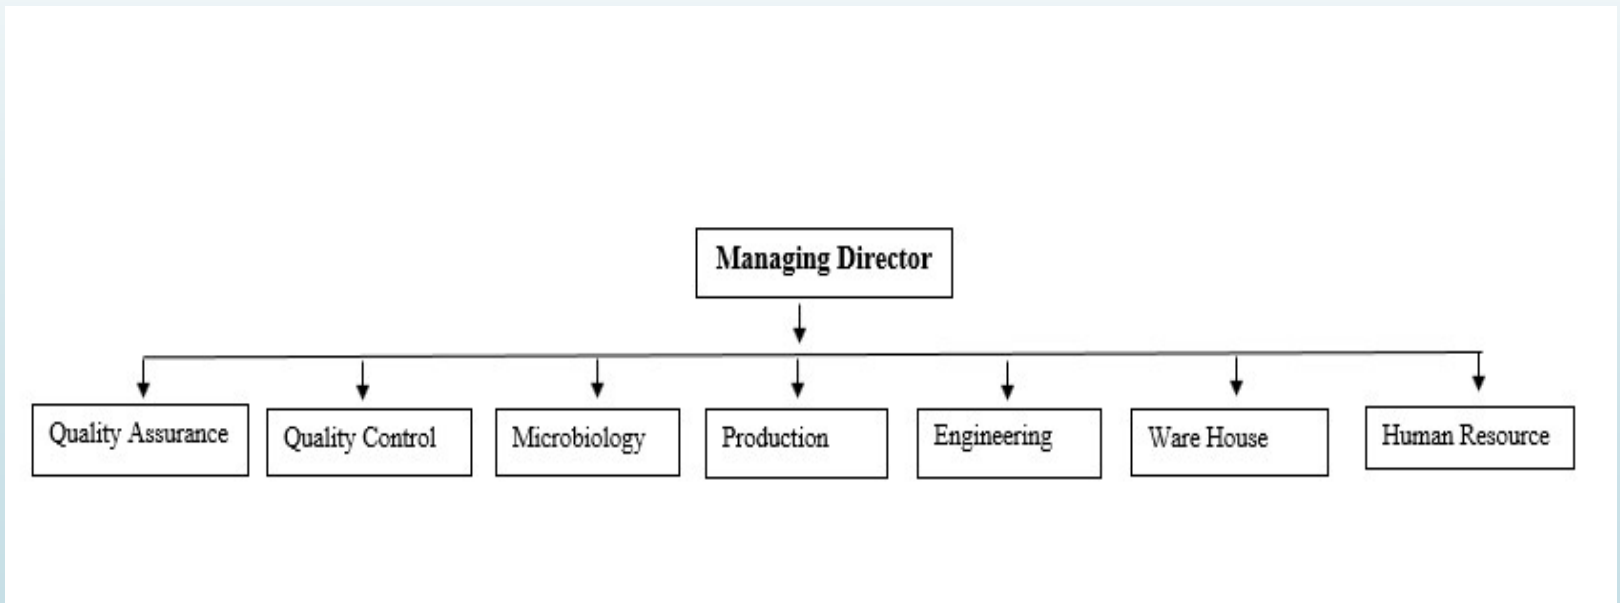 Managing Director
Quality Assurance
Quality Control
Microbiology
Production
Engineering
Ware House
Human Resource